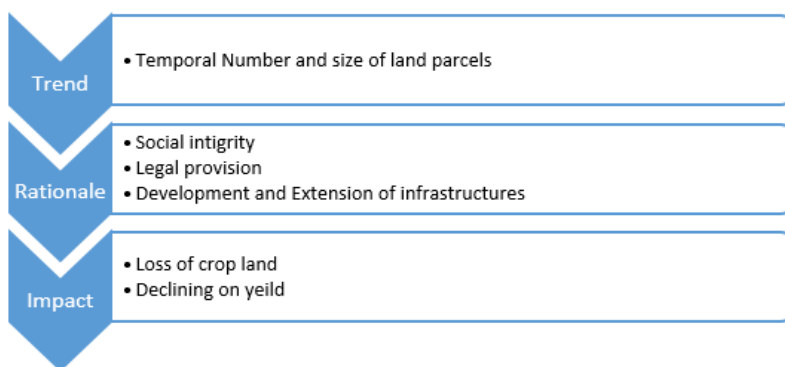 Trend
• Temporal Number and size of land parcels
Rationale
• Social intigrity
• Legal provision
• Development and Extension of infrastructures
Impact
• Loss of crop land
• Declining on yeild